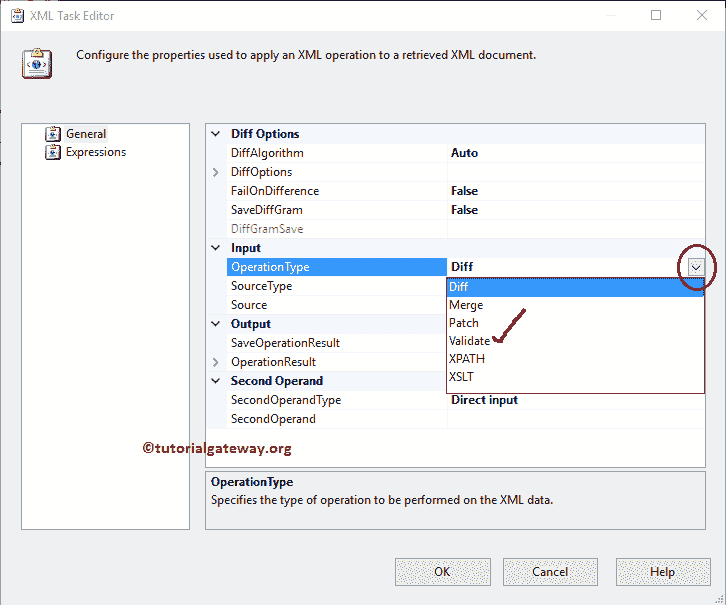 XML Task Editor
Configure the properties used to apply an XML operation to a retrieved XML document.
General
Expressions
Diff Options
DiffAlgorithm Auto
DiffOptions
FailOnDifference False
SaveDiffGram False
DiffGramSave
Input
OperationType Diff
SourceType Diff
Source Merge
Output Patch
SaveOperationResult Validate
OperationResult XPATH
Second Operand XSLT
SecondOperandType Direct input
SecondOperand
©tutorialgateway.org
OperationType
Specifies the type of operation to be performed on the XML data.
OK Cancel Help